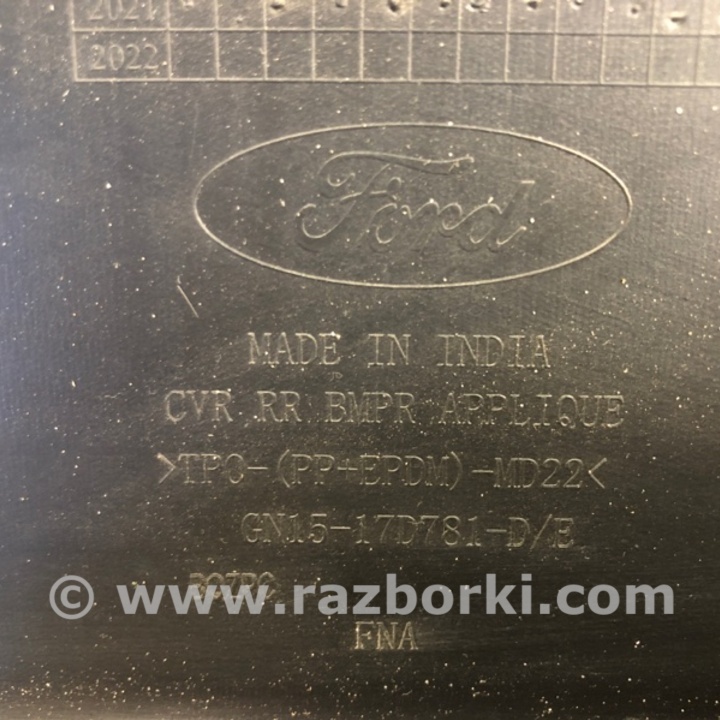 2021
2022
Ford
MADE IN INDIA
CVR RR BMPR APPLIQUE
>TPO-(PP+EPDM)-MD22<
GN15-17D781-D/E
© www.razborki.com
FNA